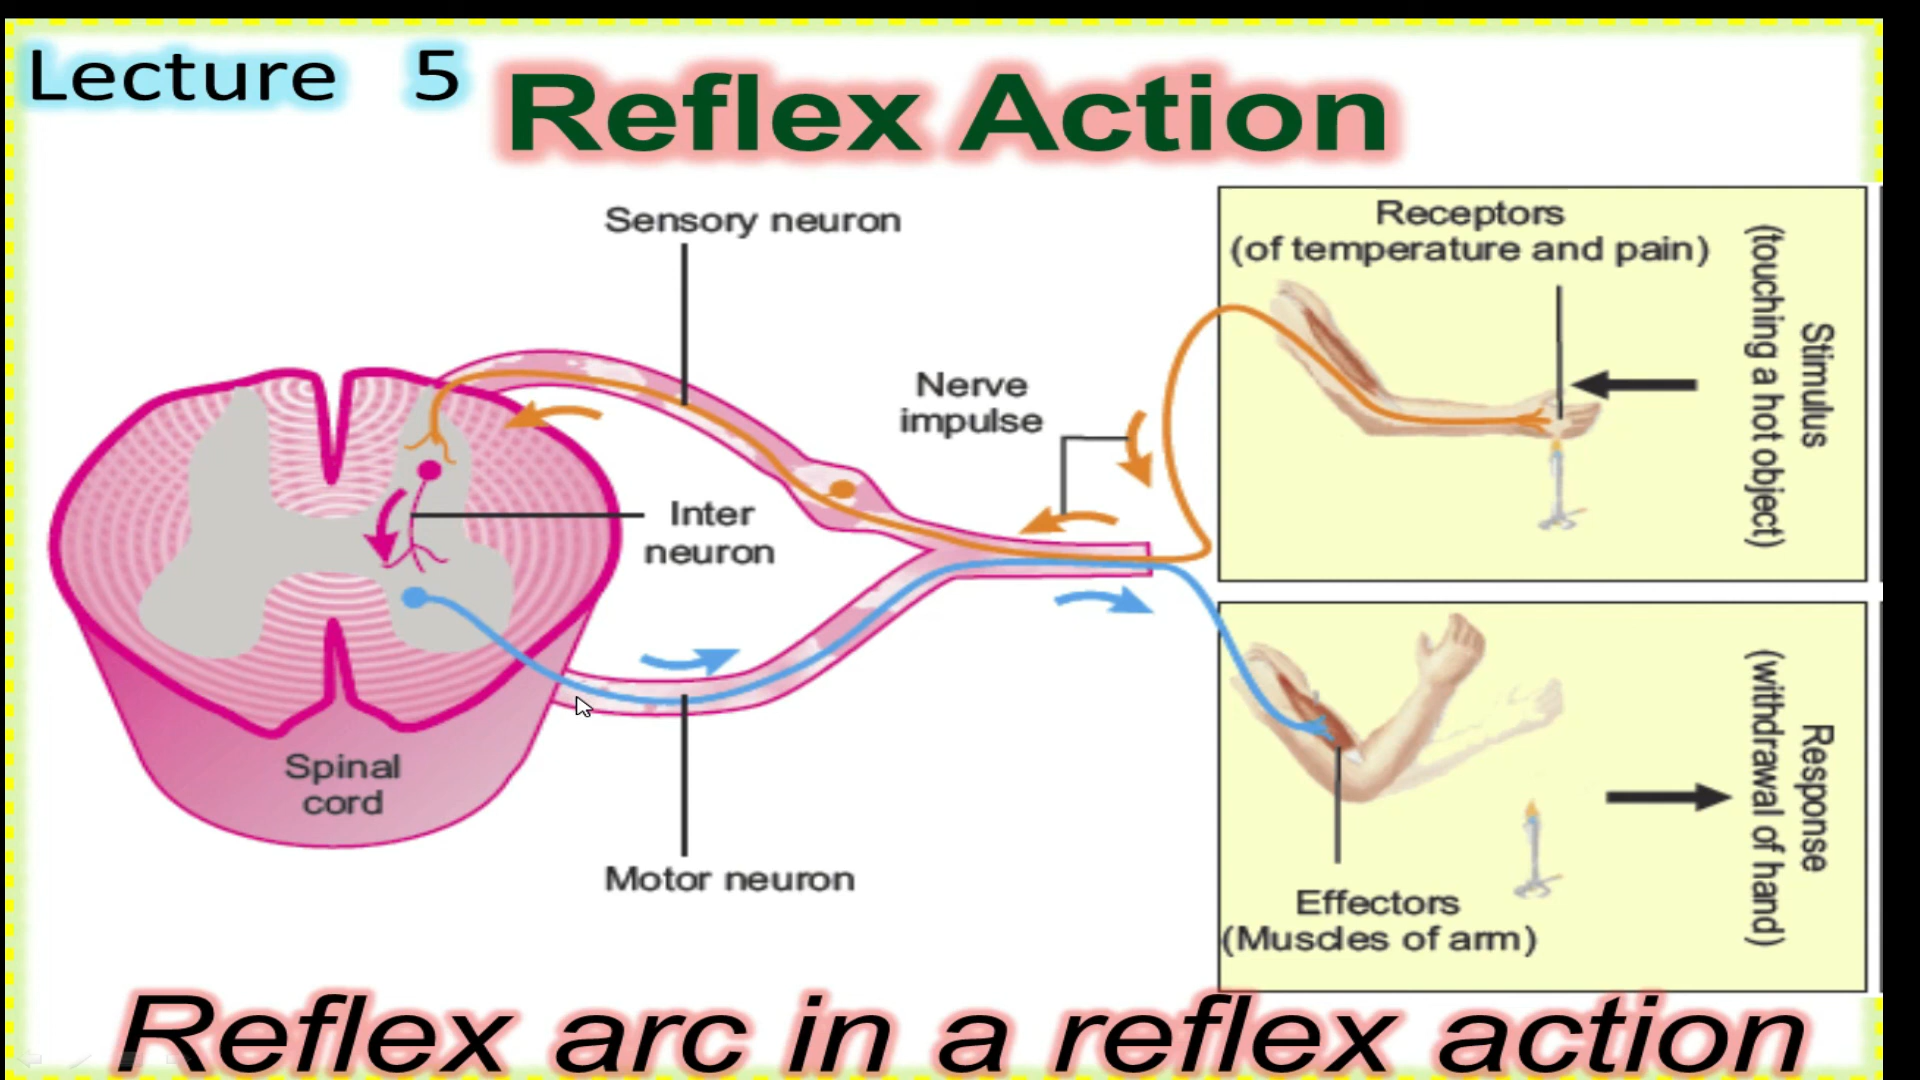 Lecture 5
Reflex Action
Sensory neuron
Receptors
(of temperature and pain)
Stimulus
(touching a hot object)
Nerve
impulse
Inter
neuron
Spinal
cord
Motor neuron
Effectors
(Muscles of arm)
Response
(withdrawal of hand)
Reflex arc in a reflex action